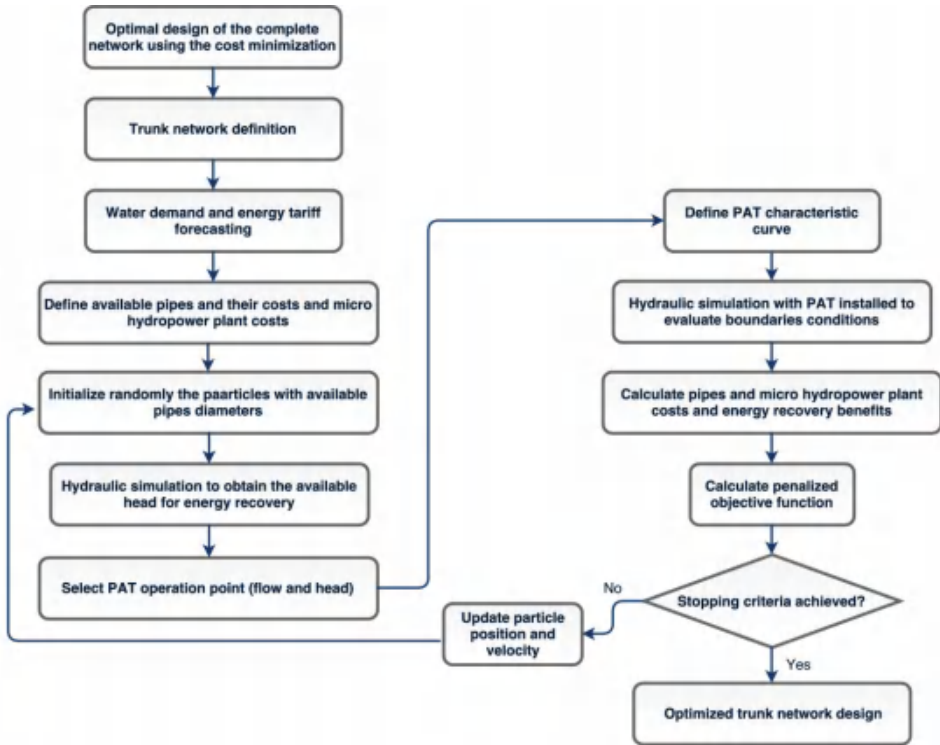 Optimal design of the complete
network using the cost minimization
Trunk network definition
Water demand and energy tariff
forecasting
Define available pipes and their costs and micro
hydropower plant costs
Initialize randomly the paarticles with available
pipes diameters
Hydraulic simulation to obtain the available
head for energy recovery
Select PAT operation point (flow and head)
Define PAT characteristic
curve
Hydraulic simulation with PAT installed to
evaluate boundaries conditions
Calculate pipes and micro hydropower plant
costs and energy recovery benefits
Calculate penalized
objective function
Stopping criteria achieved?
No
Update particle
position and
velocity
Yes
Optimized trunk network design